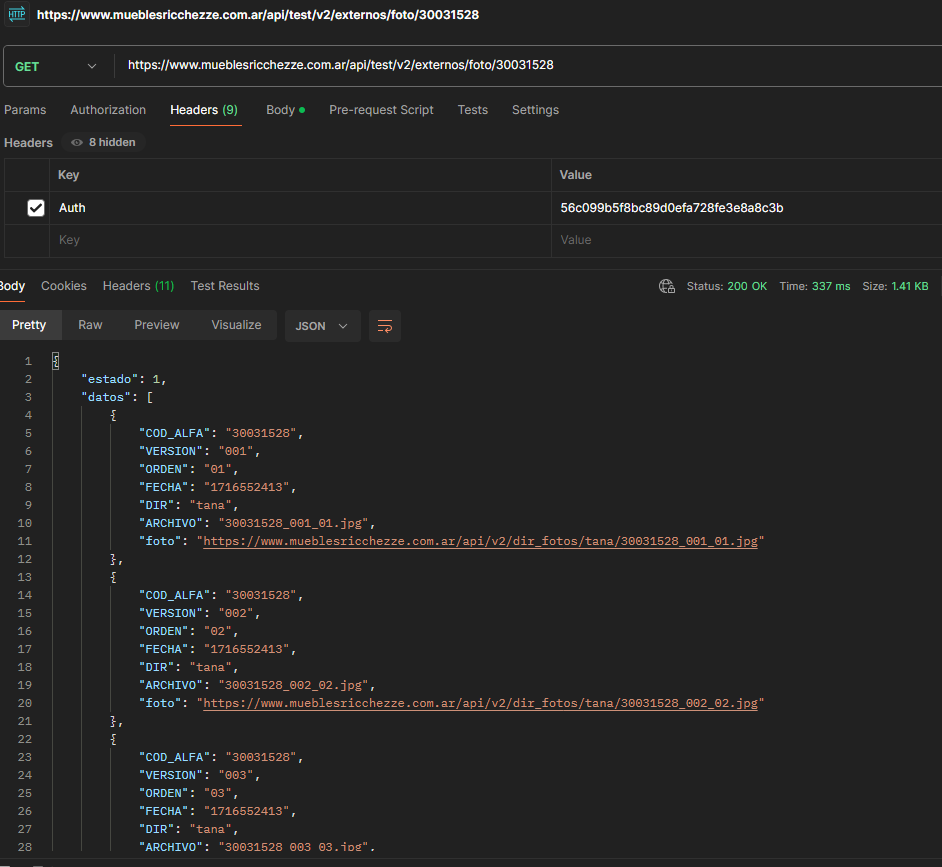 HTTP https://www.mueblesricchezze.com.ar/api/test/v2/externos/foto/30031528
GET https://www.mueblesricchezze.com.ar/api/test/v2/externos/foto/30031528
Params Authorization Headers (9) Body Pre-request Script Tests Settings
Headers 8 hidden
Key Value
Auth 56c099b5f8bc89d0efa728fe3e8a8c3b
Key Value
Body Cookies Headers (11) Test Results Status: 200 OK Time: 337 ms Size: 1.41 KB
Pretty Raw Preview Visualize JSON
1 {
2 "estado": 1,
3 "datos": [
4 {
5 "COD_ALFA": "30031528",
6 "VERSION": "001",
7 "ORDEN": "01",
8 "FECHA": "1716552413",
9 "DIR": "tana",
10 "ARCHIVO": "30031528_001_01.jpg",
11 "foto": "https://www.mueblesricchezze.com.ar/api/v2/dir_fotos/tana/30031528_001_01.jpg"
12 },
13 {
14 "COD_ALFA": "30031528",
15 "VERSION": "002",
16 "ORDEN": "02",
17 "FECHA": "1716552413",
18 "DIR": "tana",
19 "ARCHIVO": "30031528_002_02.jpg",
20 "foto": "https://www.mueblesricchezze.com.ar/api/v2/dir_fotos/tana/30031528_002_02.jpg"
21 },
22 {
23 "COD_ALFA": "30031528",
24 "VERSION": "003",
25 "ORDEN": "03",
26 "FECHA": "1716552413",
27 "DIR": "tana",
28 "ARCHIVO": "30031528_003_03.jpg",